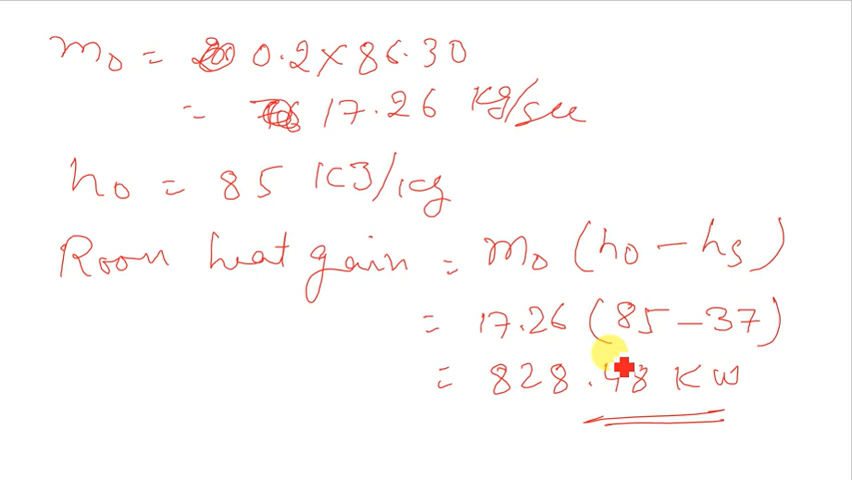 mo = 0.2×86.30
= 17.26 kg/sec
ho = 85 KJ/kg
Room heat gain = mo (ho - hs)
= 17.26 (85-37)
= 828.48 KW